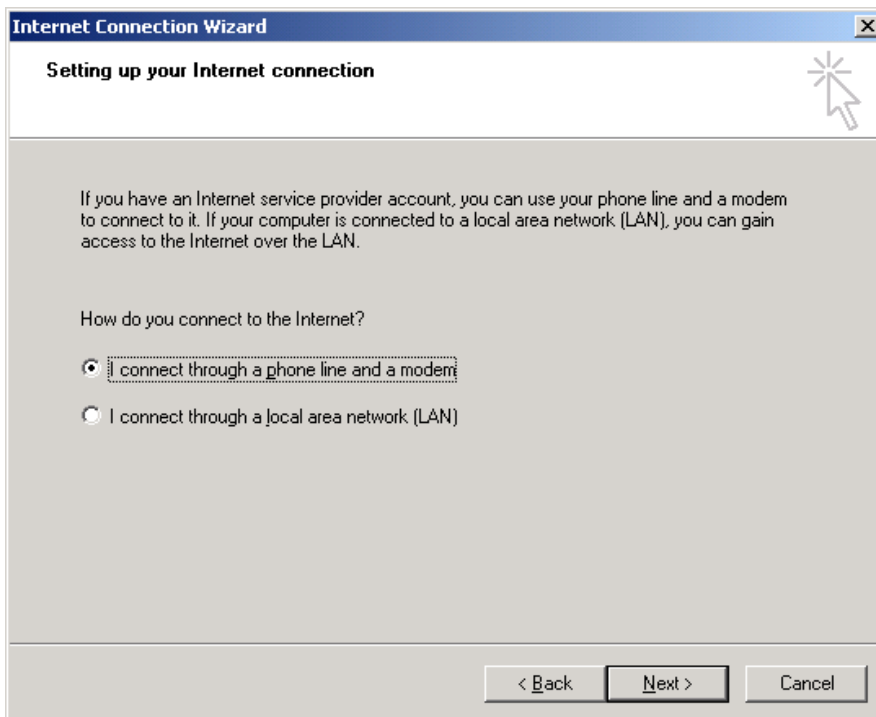 Internet Connection Wizard
Setting up your Internet connection
If you have an Internet service provider account, you can use your phone line and a modem
to connect to it. If your computer is connected to a local area network (LAN), you can gain
access to the Internet over the LAN.
How do you connect to the Internet?
I connect through a phone line and a modem
I connect through a local area network (LAN)
< Back
Next >
Cancel